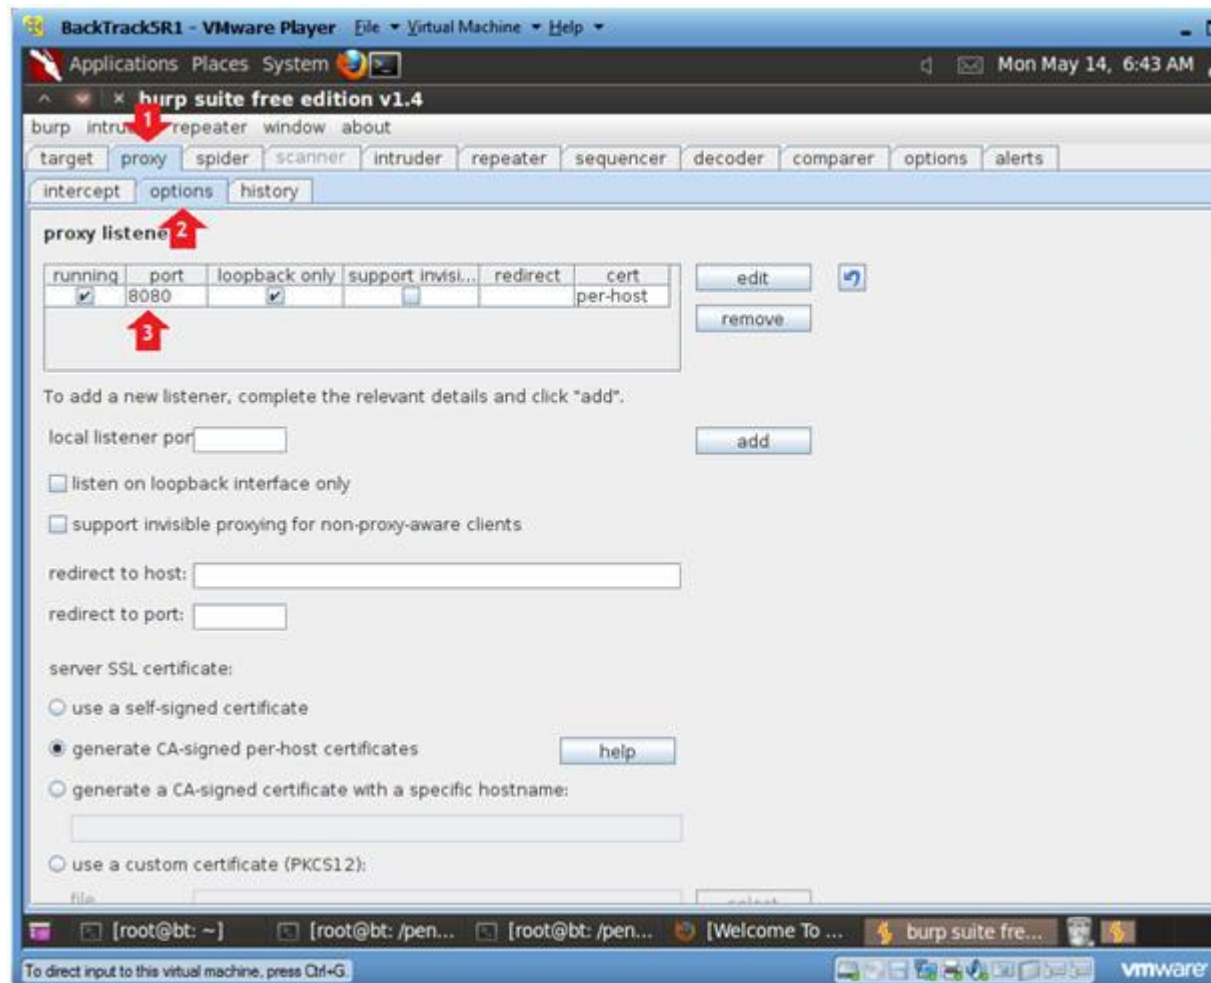 BackTrack5R1 - VMware Player File Virtual Machine Help
Applications Places System Mon May 14, 6:43 AM
burp suite free edition v1.4
1
burp repeater window about
target proxy spider scanner intruder repeater sequencer decoder comparer options alerts
intercept options history
2
proxy listene
running port loopback only support invisi... redirect cert
8080 per-host
edit
remove
3
To add a new listener, complete the relevant details and click "add".
local listener por
add
listen on loopback interface only
support invisible proxying for non-proxy-aware clients
redirect to host:
redirect to port:
server SSL certificate:
use a self-signed certificate
generate CA-signed per-host certificates help
generate a CA-signed certificate with a specific hostname:
use a custom certificate (PKCS12):
file
[root@bt: ~] [root@bt: /pen... [root@bt: /pen... [Welcome To ... burp suite fre...
To direct input to this virtual machine, press Ctrl+G. vmware